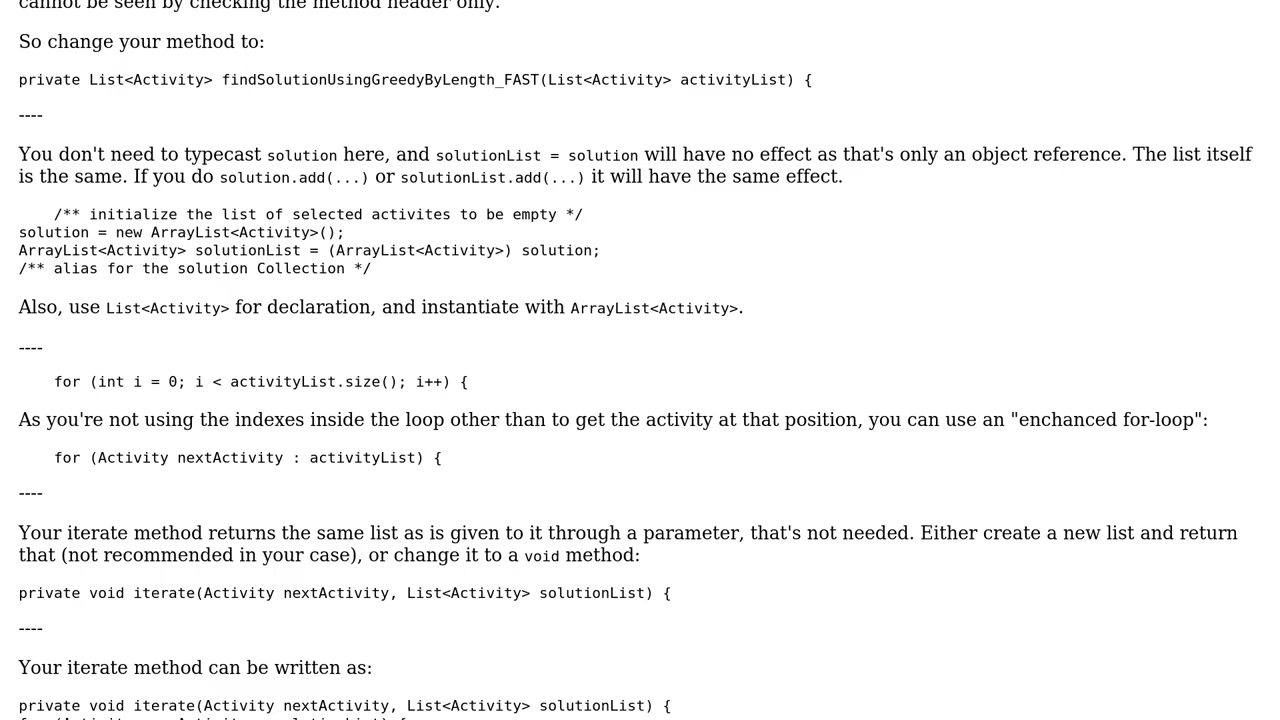 cannot be seen by checking the method header only.
So change your method to:
private List<Activity> findSolutionUsingGreedyByLength_FAST(List<Activity> activityList) {
----
You don't need to typecast solution here, and solutionList = solution will have no effect as that's only an object reference. The list itself
is the same. If you do solution.add(...) or solutionList.add(...) it will have the same effect.
/** initialize the list of selected activites to be empty */
solution = new ArrayList<Activity>();
ArrayList<Activity> solutionList = (ArrayList<Activity>) solution;
/** alias for the solution Collection */
Also, use List<Activity> for declaration, and instantiate with ArrayList<Activity>.
----
for (int i = 0; i < activityList.size(); i++) {
As you're not using the indexes inside the loop other than to get the activity at that position, you can use an "enchanced for-loop":
for (Activity nextActivity : activityList) {
----
Your iterate method returns the same list as is given to it through a parameter, that's not needed. Either create a new list and return
that (not recommended in your case), or change it to a void method:
private void iterate(Activity nextActivity, List<Activity> solutionList) {
----
Your iterate method can be written as:
private void iterate(Activity nextActivity, List<Activity> solutionList) {